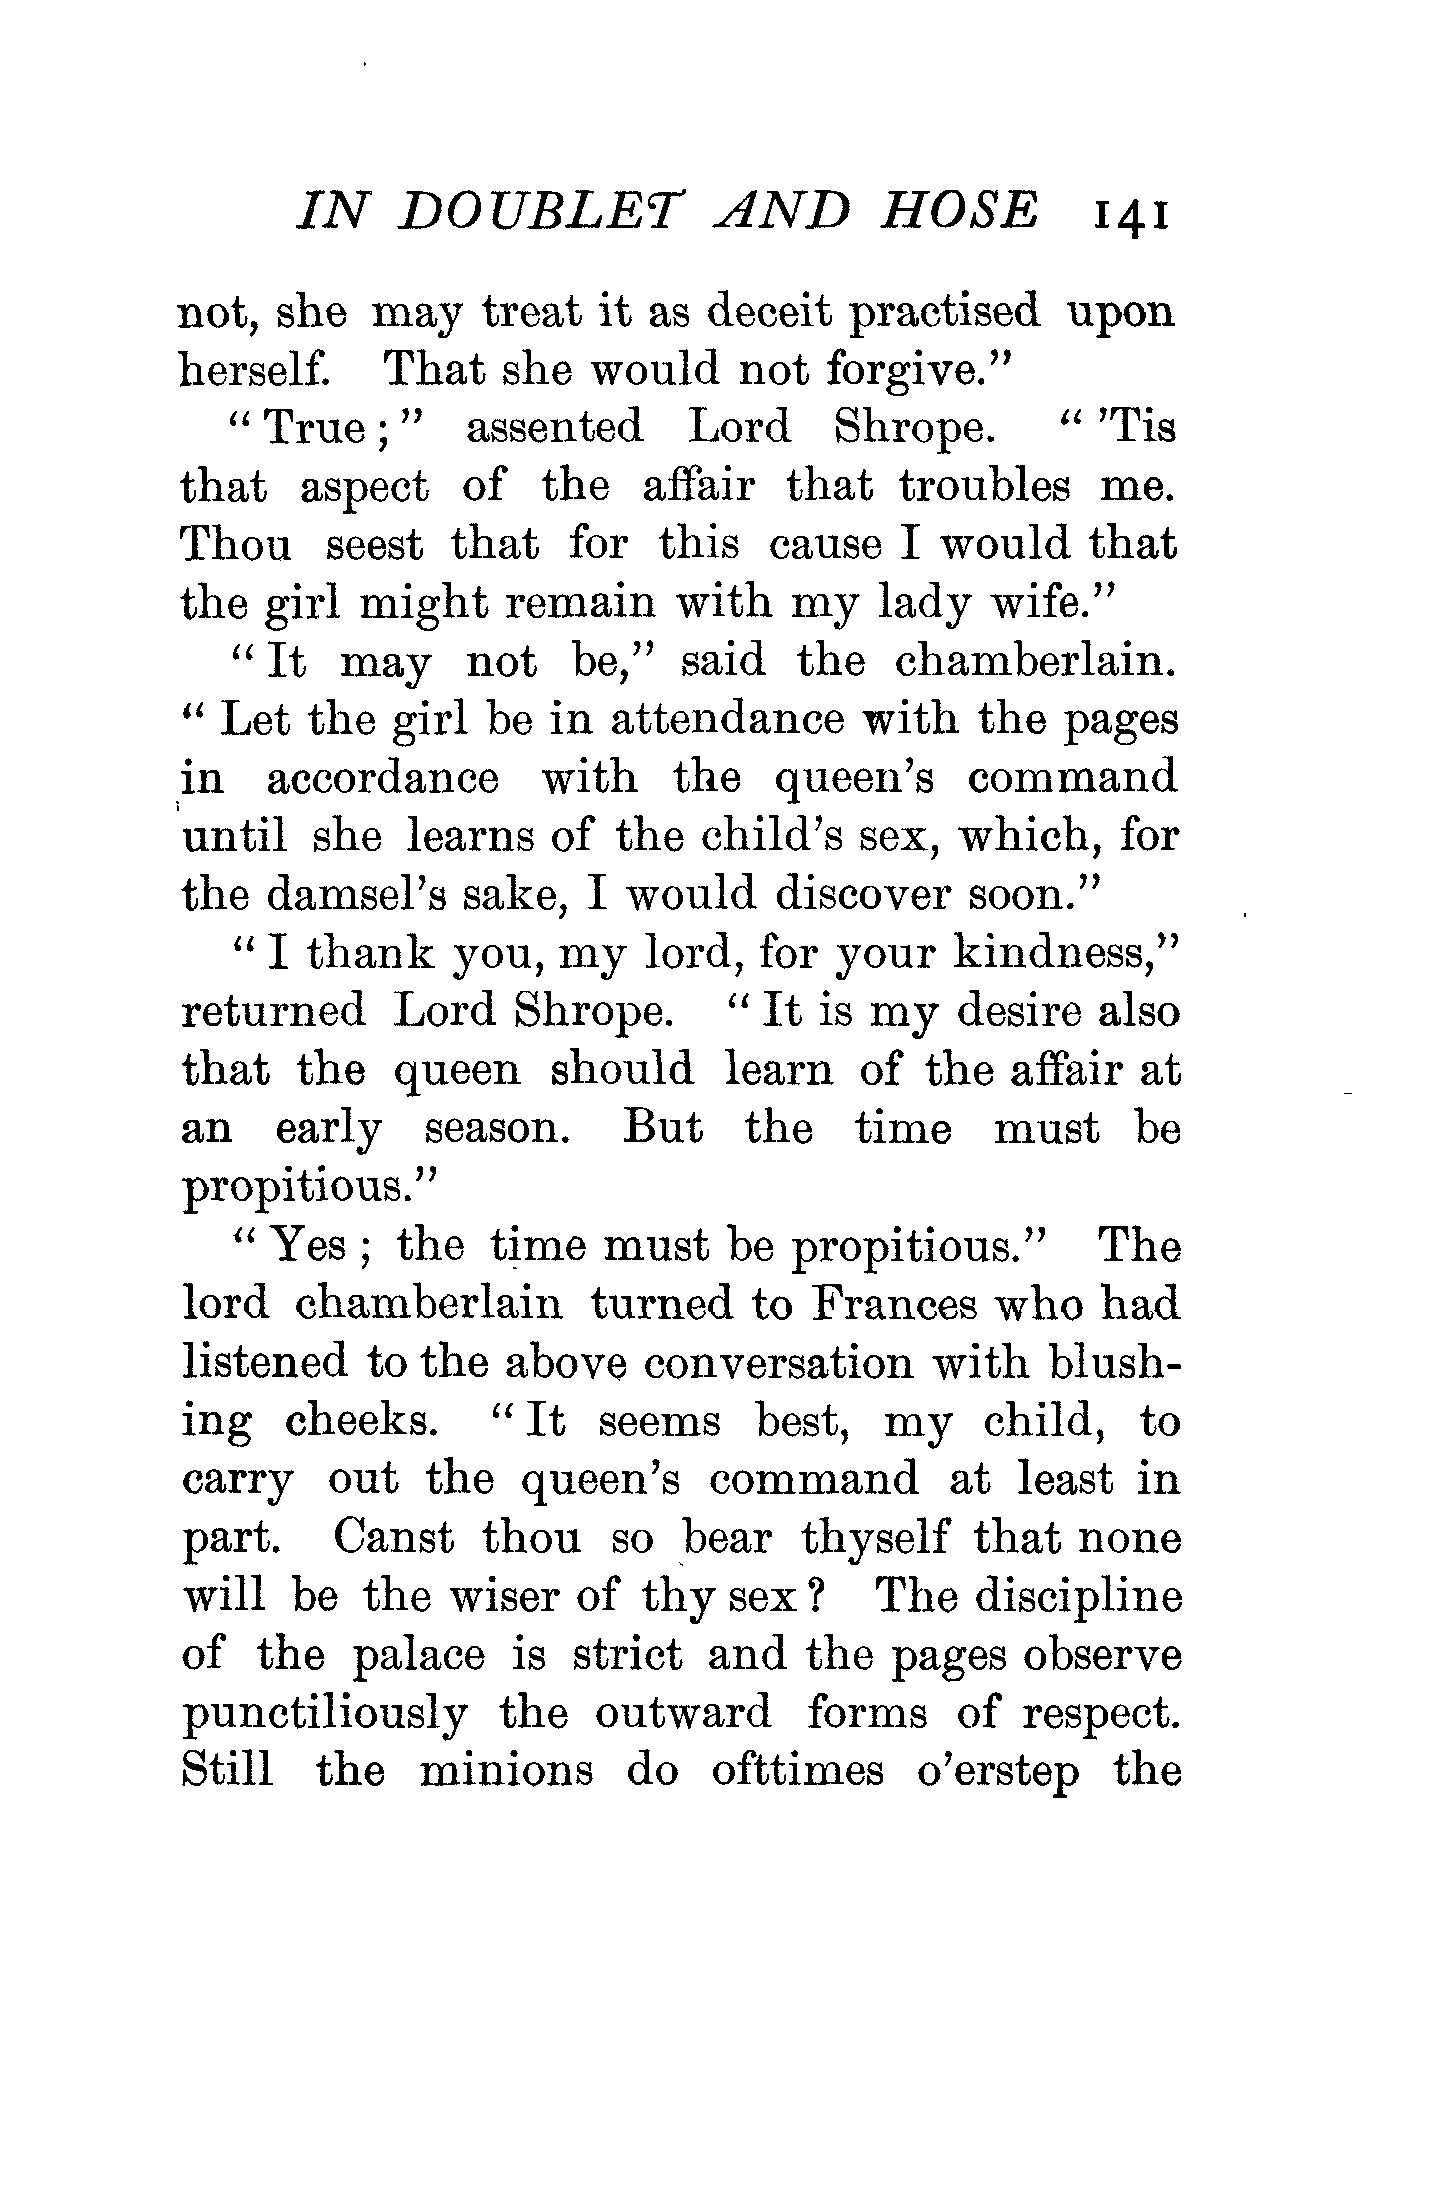 IN DOUBLET AND HOSE 141
not, she may treat it as deceit practised upon
herself. That she would not forgive."
"True;" assented Lord Shrope. "'Tis
that aspect of the affair that troubles me.
Thou seest that for this cause I would that
the girl might remain with my lady wife."
"It may not be," said the chamberlain.
"Let the girl be in attendance with the pages
in accordance with the queen's command
until she learns of the child's sex, which, for
the damsel's sake, I would discover soon."
"I thank you, my lord, for your kindness,"
returned Lord Shrope. "It is my desire also
that the queen should learn of the affair at
an early season. But the time must be
propitious."
"Yes; the time must be propitious." The
lord chamberlain turned to Frances who had
listened to the above conversation with blush-
ing cheeks. "It seems best, my child, to
carry out the queen's command at least in
part. Canst thou so bear thyself that none
will be the wiser of thy sex? The discipline
of the palace is strict and the pages observe
punctiliously the outward forms of respect.
Still the minions do ofttimes o'erstep the